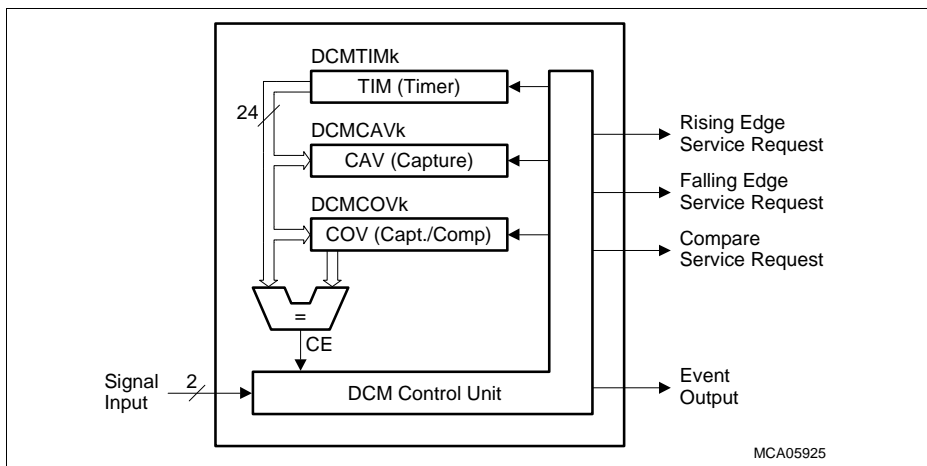 DCMTIMk
TIM (Timer)
24
DCMCAVk
CAV (Capture)
DCMCOVk
COV (Capt./Comp)
=
CE
Signal
Input
2
DCM Control Unit
Rising Edge
Service Request
Falling Edge
Service Request
Compare
Service Request
Event
Output
MCA05925